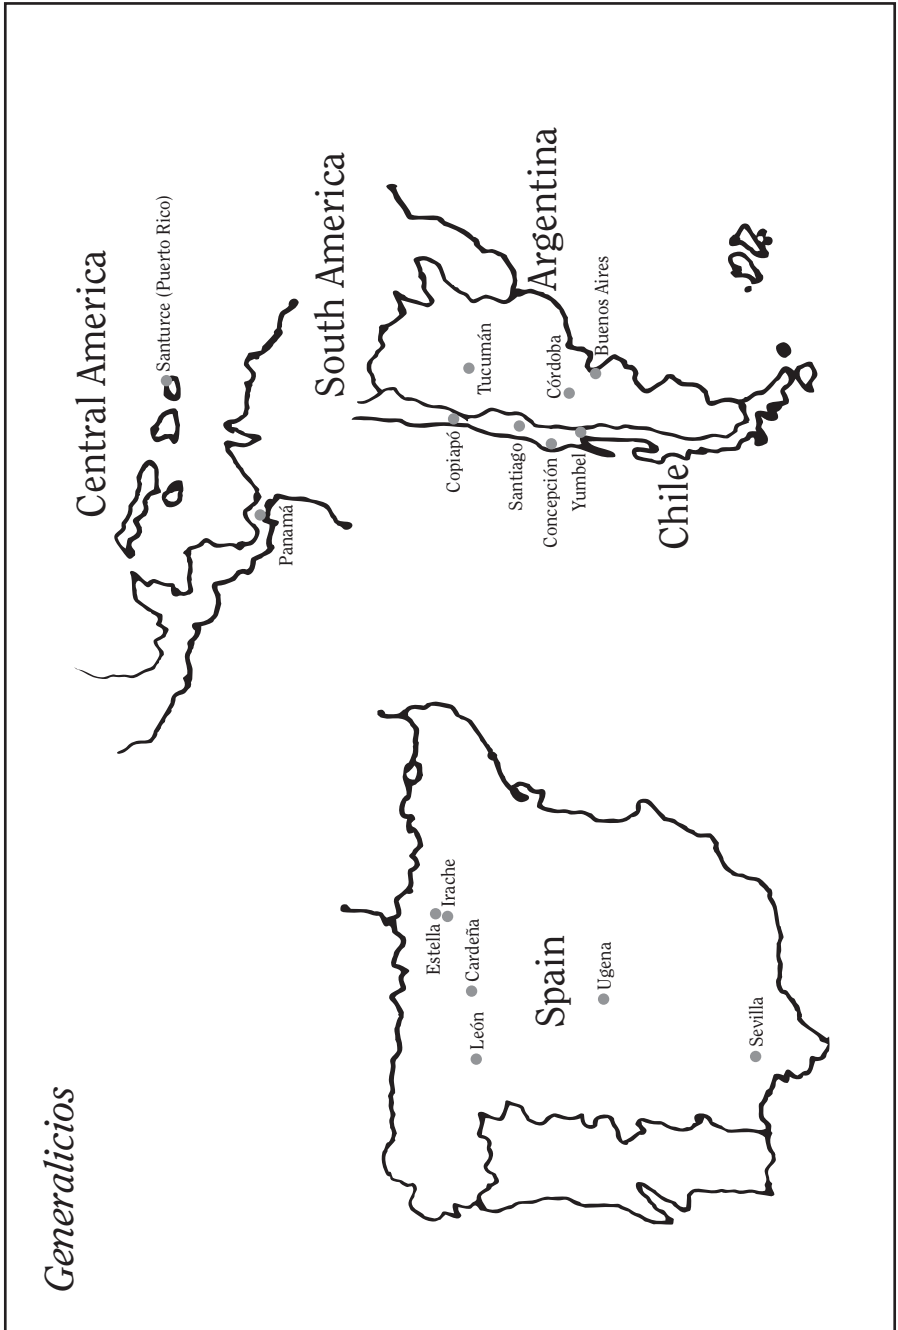 Generalicios
Central America
Santurce (Puerto Rico)
Panamá
South America
Argentina
Tucumán
Córdoba
Buenos Aires
Copiapó
Santiago
Concepción
Yumbel
Chile
Estella
Irache
Cardeña
León
Spain
Ugena
Sevilla